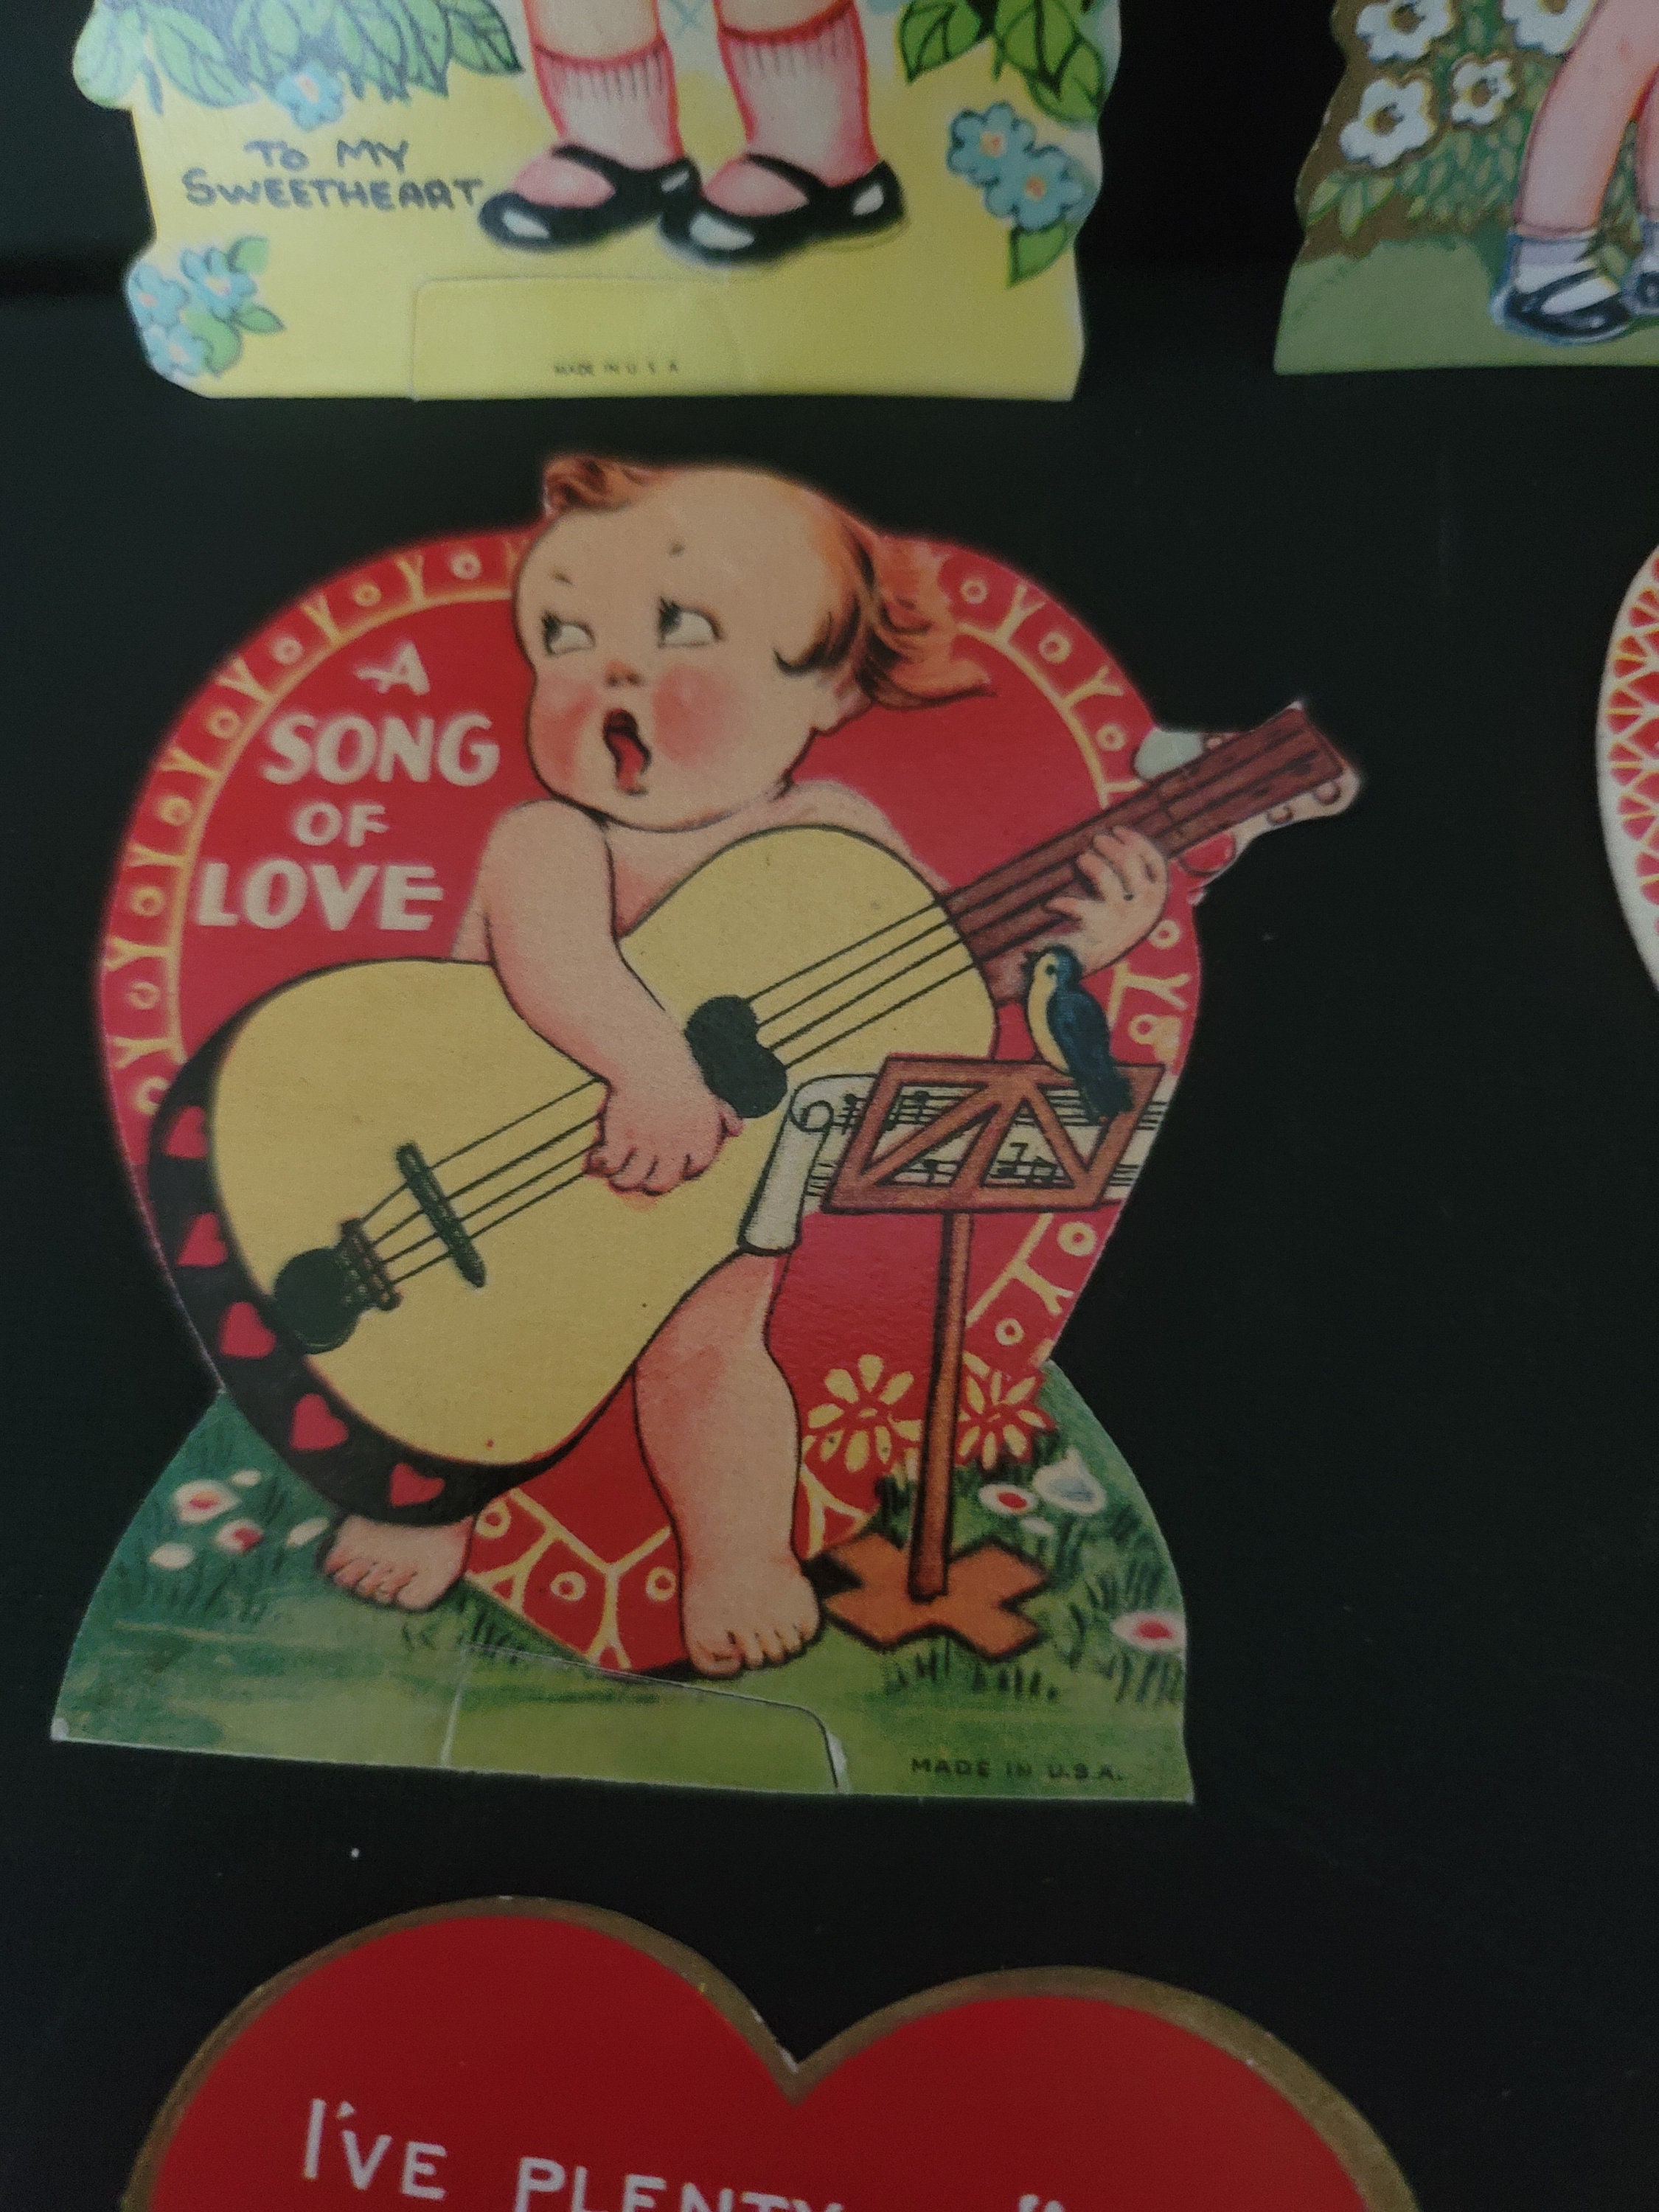 TO MY
SWEETHEART
MADE IN U.S.A
A
SONG
OF
LOVE
MADE IN U.S.A.
I'VE PLENTY